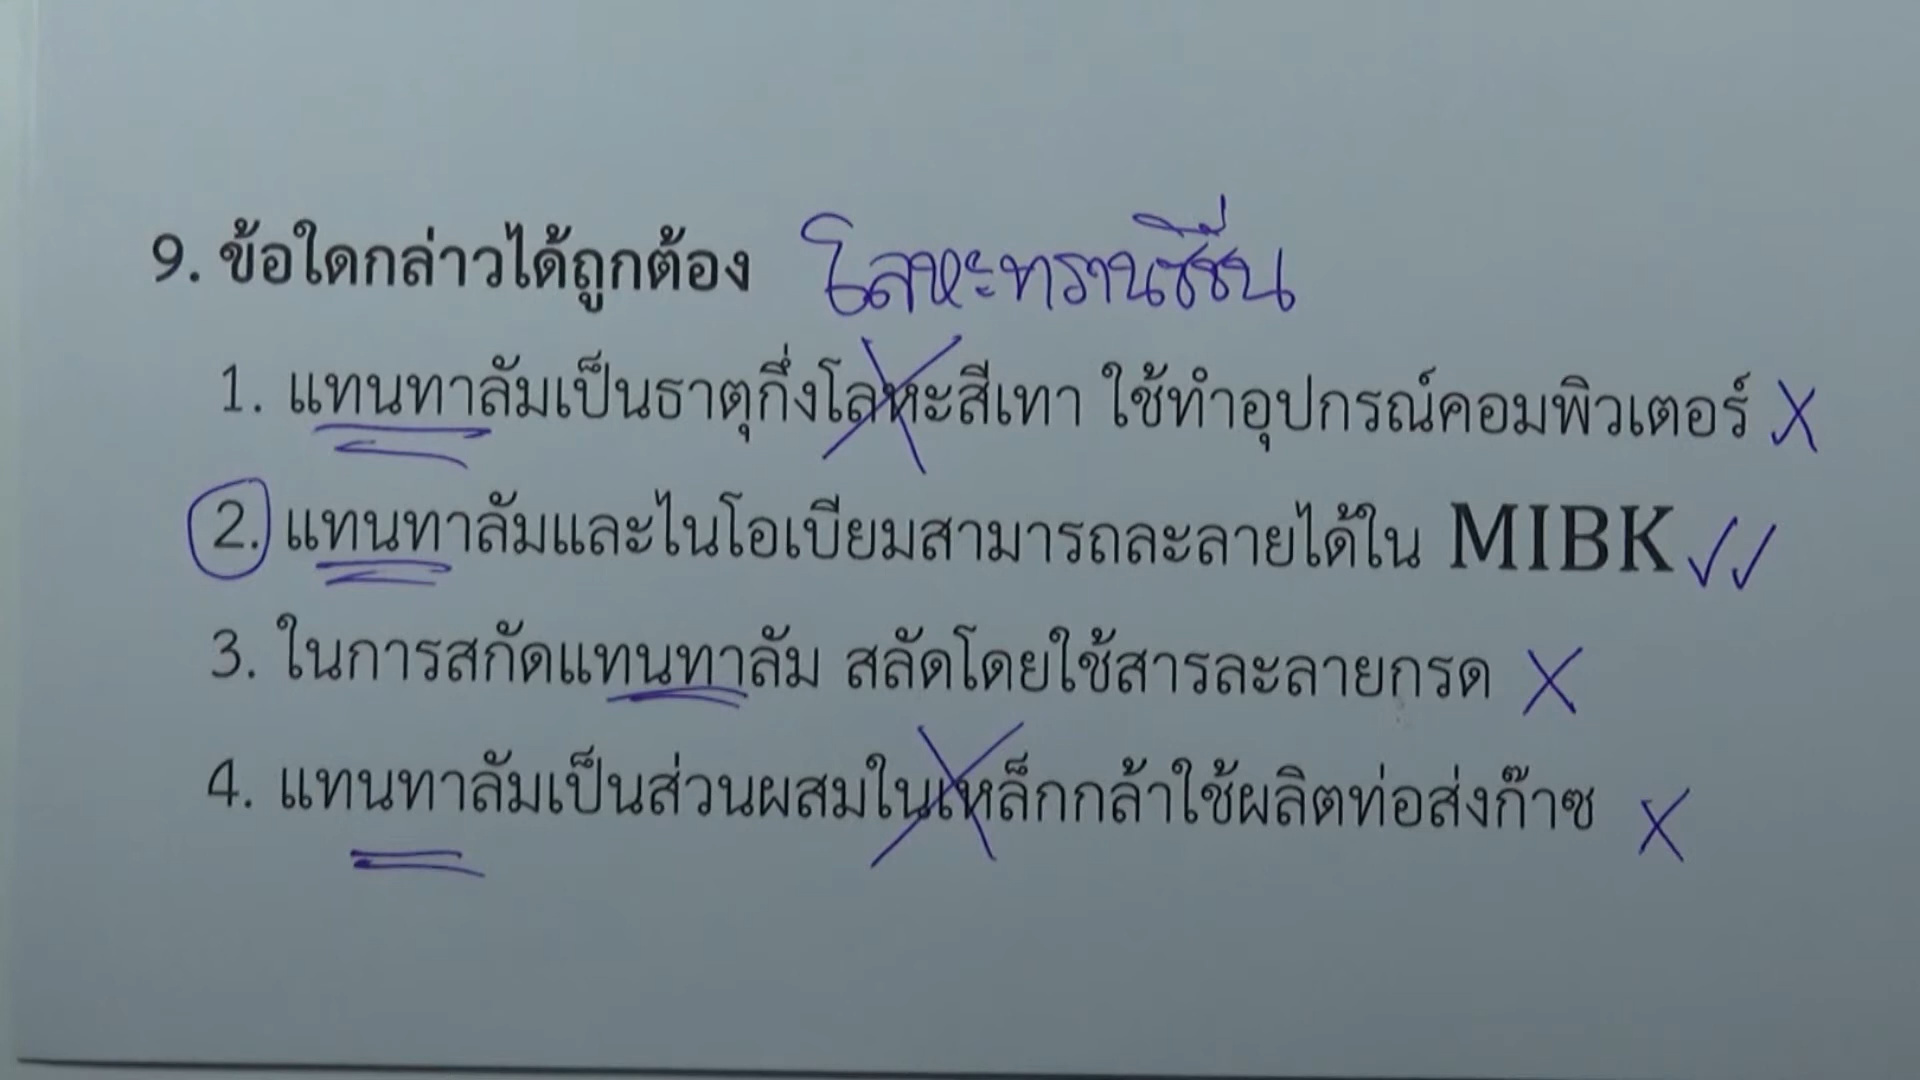 9. ข้อใดกล่าวได้ถูกต้อง โลหะทรานซิชั่น
1. แทนทาลัมเป็นธาตุกึ่งโลหะสีเทา ใช้ทำอุปกรณ์คอมพิวเตอร์ X
2. แทนทาลัมและไนโอเบียมสามารถละลายได้ใน MIBK ✓✓
3. ในการสกัดแทนทาลัม สลัดโดยใช้สารละลายกรด X
4. แทนทาลัมเป็นส่วนผสมในเหล็กกล้าใช้ผลิตท่อส่งก๊าซ X